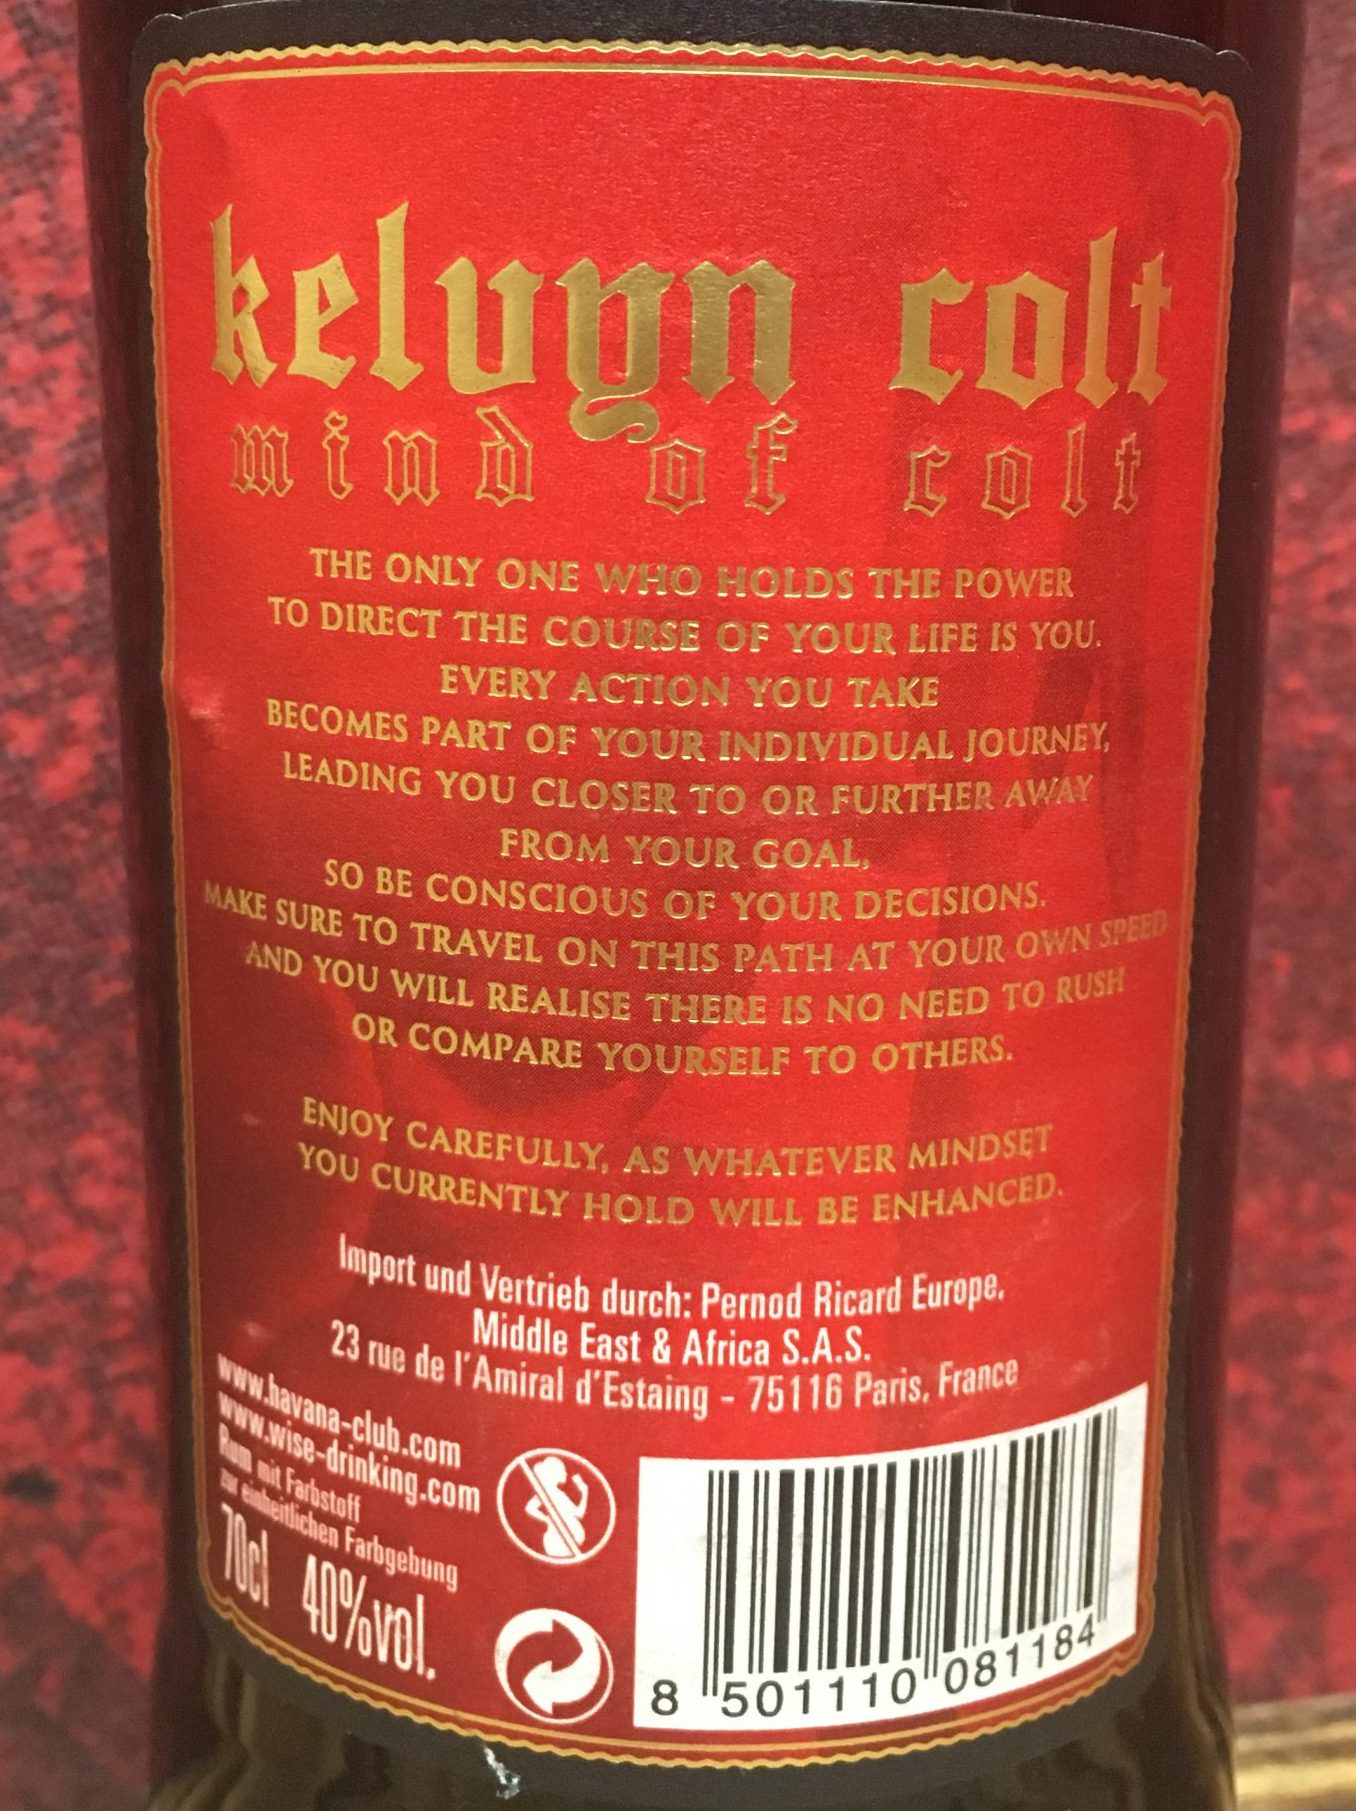 kelvyn colt
mind of colt
THE ONLY ONE WHO HOLDS THE POWER
TO DIRECT THE COURSE OF YOUR LIFE IS YOU.
EVERY ACTION YOU TAKE
BECOMES PART OF YOUR INDIVIDUAL JOURNEY,
LEADING YOU CLOSER TO OR FURTHER AWAY
FROM YOUR GOAL,
SO BE CONSCIOUS OF YOUR DECISIONS.
MAKE SURE TO TRAVEL ON THIS PATH AT YOUR OWN SPEED
AND YOU WILL REALISE THERE IS NO NEED TO RUSH
OR COMPARE YOURSELF TO OTHERS.
ENJOY CAREFULLY, AS WHATEVER MINDSET
YOU CURRENTLY HOLD WILL BE ENHANCED.
Import und Vertrieb durch: Pernod Ricard Europe,
Middle East & Africa S.A.S.
23 rue de l'Amiral d'Estaing - 75116 Paris, France
www.havana-club.com
www.wise-drinking.com
Rum mit Farbstoff
zur einheitlichen Farbgebung
70cl 40%vol.
8 501110 081184